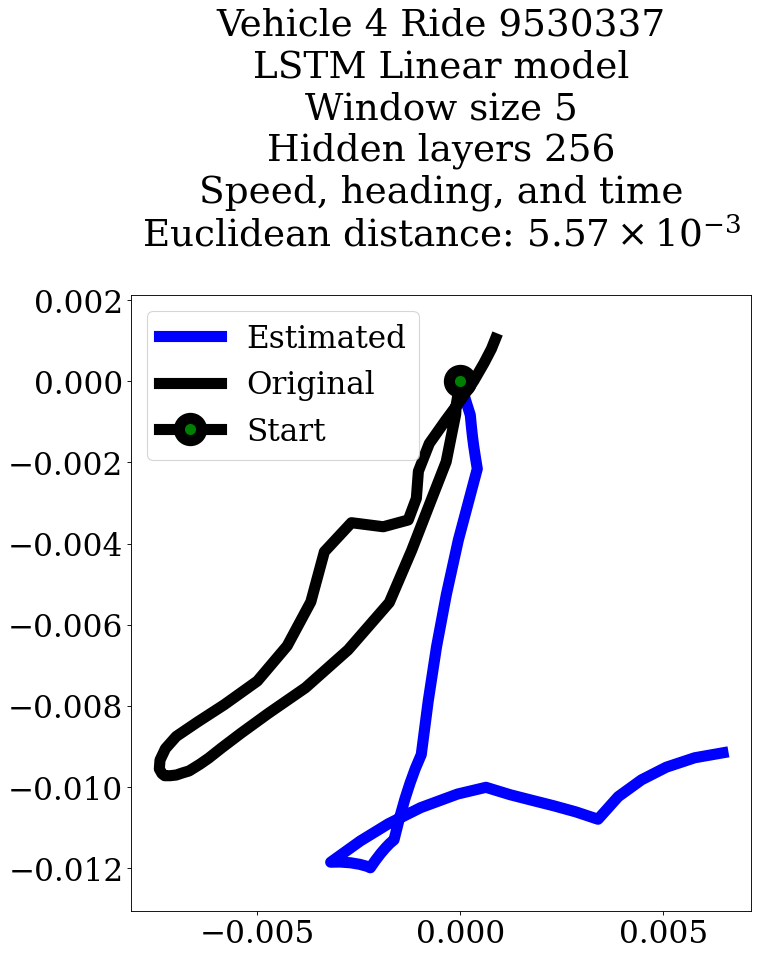 Vehicle 4 Ride 9530337
LSTM Linear model
Window size 5
Hidden layers 256
Speed, heading, and time
Euclidean distance: 5.57 × 10⁻³
Estimated
Original
Start
0.002
0.000
−0.002
−0.004
−0.006
−0.008
−0.010
−0.012
−0.005 0.000 0.005